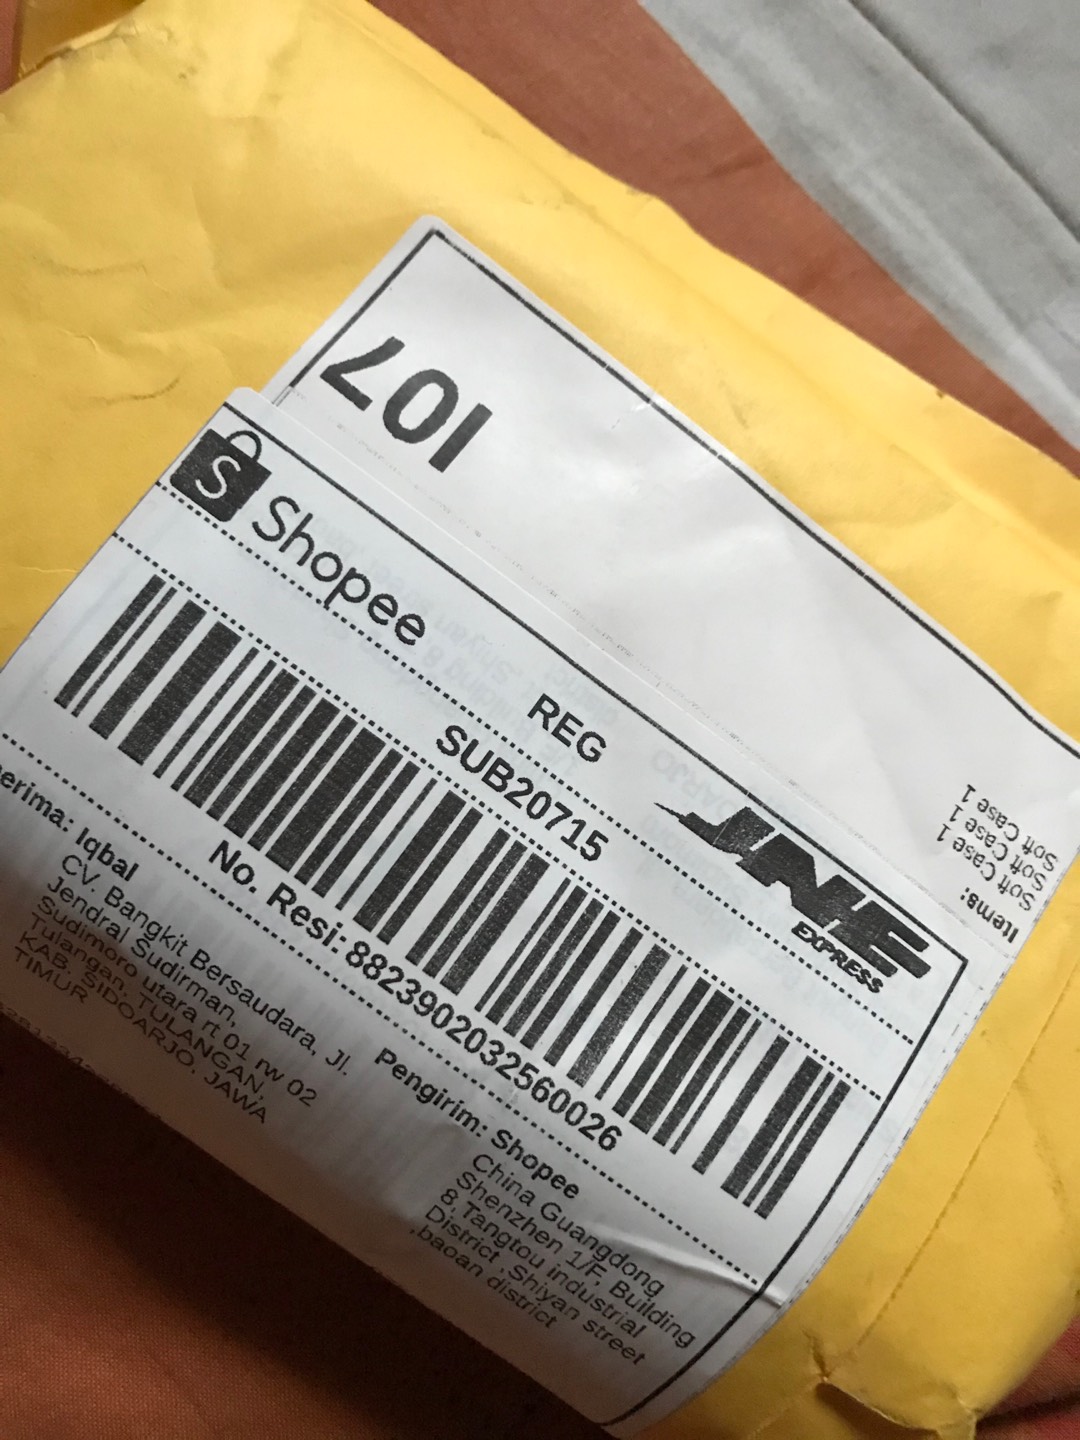 107
Items:
Soft Case 1
Soft Case 1
Soft Case 1
S Shopee
REG
JNE
EXPRESS
SUB20715
No. Resi: 8823902032560026
erima: Iqbal
CV. Bangkit Bersaudara, Jl.
Jendral Sudirman,
Sudimoro utara rt 01 rw 02
Tulangan, TULANGAN,
KAB. SIDOARJO, JAWA
TIMUR
Pengirim: Shopee
China Guangdong
Shenzhen 1/F, Building
8,Tangtou industrial
District ,Shiyan street
,baoan district